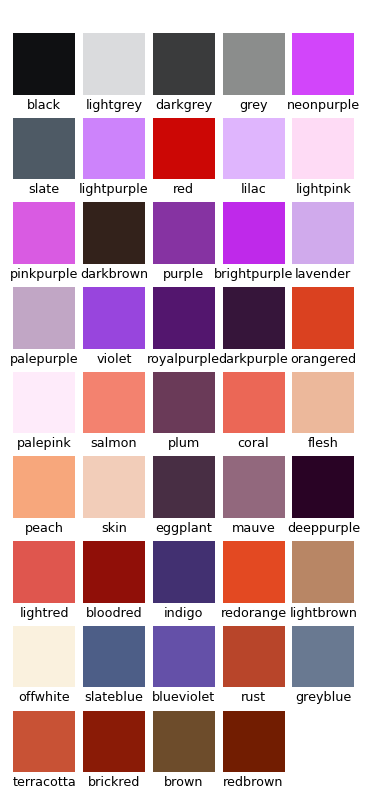 black lightgrey darkgrey grey neonpurple
slate lightpurple red lilac lightpink
pinkpurple darkbrown purple brightpurple lavender
palepurple violet royalpurple darkpurple orangered
palepink salmon plum coral flesh
peach skin eggplant mauve deeppurple
lightred bloodred indigo redorange lightbrown
offwhite slateblue blueviolet rust greyblue
terracotta brickred brown redbrown